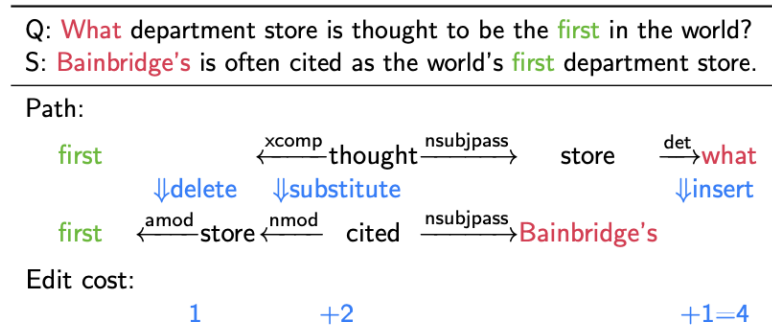 Q: What department store is thought to be the first in the world?
S: Bainbridge's is often cited as the world's first department store.
Path:
first ←xcomp thought nsubjpass→ store det→ what
⇓delete ⇓substitute ⇓insert
first ←amod store ←nmod cited nsubjpass→ Bainbridge's
Edit cost:
1 +2 +1=4